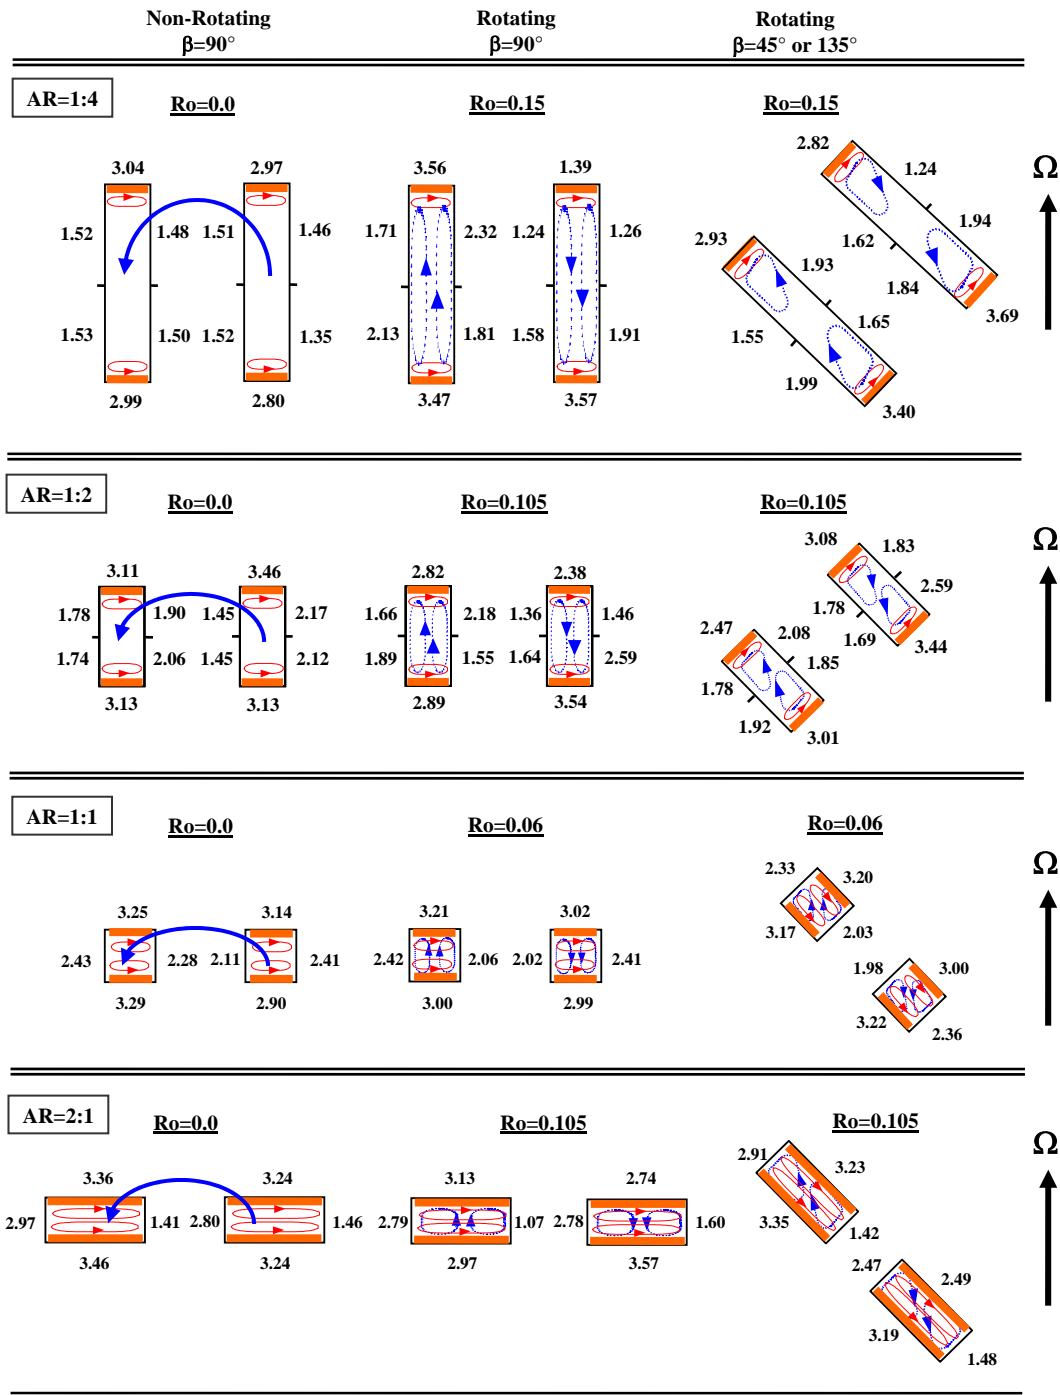 Non-Rotating Rotating Rotating
β=90° β=90° β=45° or 135°
AR=1:4
Ro=0.0 Ro=0.15 Ro=0.15
Ω
3.04 2.97 3.56 1.39 2.82 1.24
1.52 1.48 1.51 1.46 1.71 2.32 1.24 1.26 1.94
2.93 1.62 1.93
1.84
1.53 1.50 1.52 1.35 2.13 1.81 1.58 1.91 1.55 1.65 3.69
1.99
2.99 2.80 3.47 3.57 3.40
AR=1:2
Ro=0.0 Ro=0.105 Ro=0.105
Ω
3.08 1.83
3.11 3.46 2.82 2.38 2.59
1.78 1.90 1.45 2.17 1.66 2.18 1.36 1.46 1.78
2.47 2.08 1.69
1.74 2.06 1.45 2.12 1.89 1.55 1.64 2.59 1.85 3.44
1.78
3.13 3.13 2.89 3.54 1.92 3.01
AR=1:1
Ro=0.0 Ro=0.06 Ro=0.06
Ω
2.33 3.20
3.25 3.14 3.21 3.02 3.17 2.03
2.43 2.28 2.11 2.41 2.42 2.06 2.02 2.41 1.98 3.00
3.29 2.90 3.00 2.99 3.22 2.36
AR=2:1
Ro=0.0 Ro=0.105 Ro=0.105
Ω
2.91 3.23
3.36 3.24 3.13 2.74
2.97 1.41 2.80 1.46 2.79 1.07 2.78 1.60 3.35 1.42
3.46 3.24 2.97 3.57 2.47 2.49
3.19 1.48